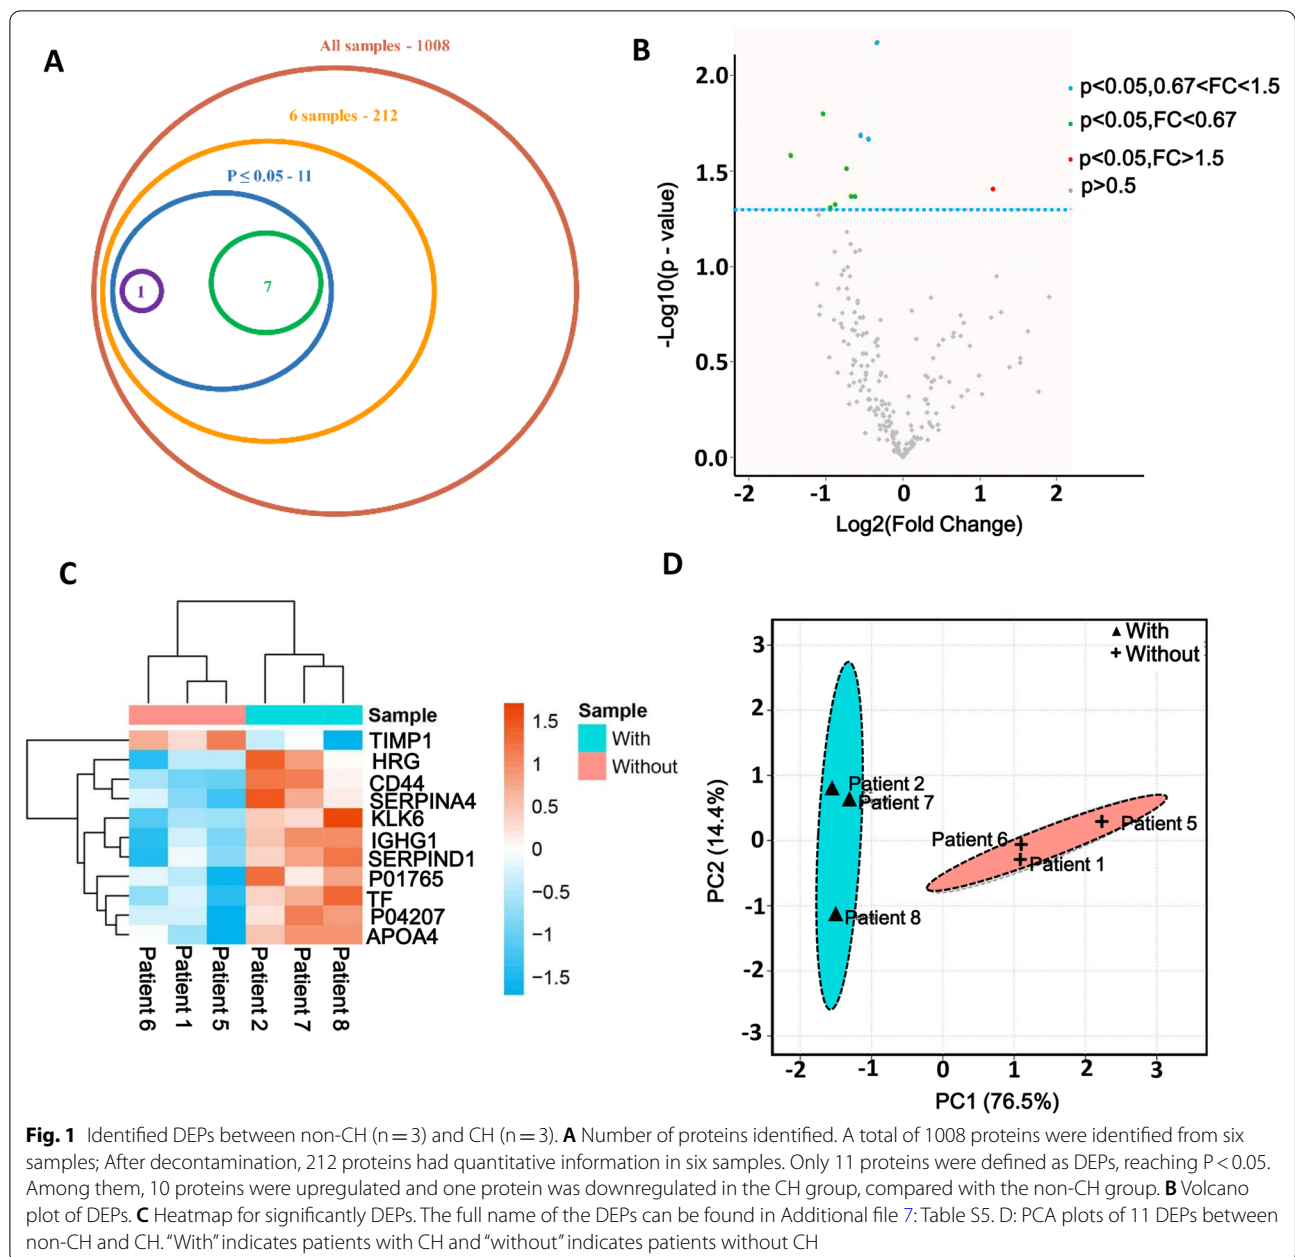 A
All samples - 1008
6 samples - 212
P ≤ 0.05 - 11
1
7
B
-Log10(p - value)
2.0
1.5
1.0
0.5
0.0
-2
-1
0
1
2
Log2(Fold Change)
p<0.05,0.67<FC<1.5
p<0.05,FC<0.67
p<0.05,FC>1.5
p>0.5
C
Sample
TIMP1
HRG
CD44
SERPINA4
KLK6
IGHG1
SERPIND1
P01765
TF
P04207
APOA4
Patient 6
Patient 1
Patient 5
Patient 2
Patient 7
Patient 8
1.5
1
0.5
0
−0.5
−1
−1.5
Sample
With
Without
D
With
Without
PC2 (14.4%)
3
2
1
0
-1
-2
-3
Patient 2
Patient 7
Patient 6
Patient 5
Patient 1
Patient 8
-2
-1
0
1
2
3
PC1 (76.5%)
Fig. 1 Identified DEPs between non-CH (n = 3) and CH (n = 3). A Number of proteins identified. A total of 1008 proteins were identified from six
samples; After decontamination, 212 proteins had quantitative information in six samples. Only 11 proteins were defined as DEPs, reaching P < 0.05.
Among them, 10 proteins were upregulated and one protein was downregulated in the CH group, compared with the non-CH group. B Volcano
plot of DEPs. C Heatmap for significantly DEPs. The full name of the DEPs can be found in Additional file 7: Table S5. D: PCA plots of 11 DEPs between
non-CH and CH. “With” indicates patients with CH and “without” indicates patients without CH